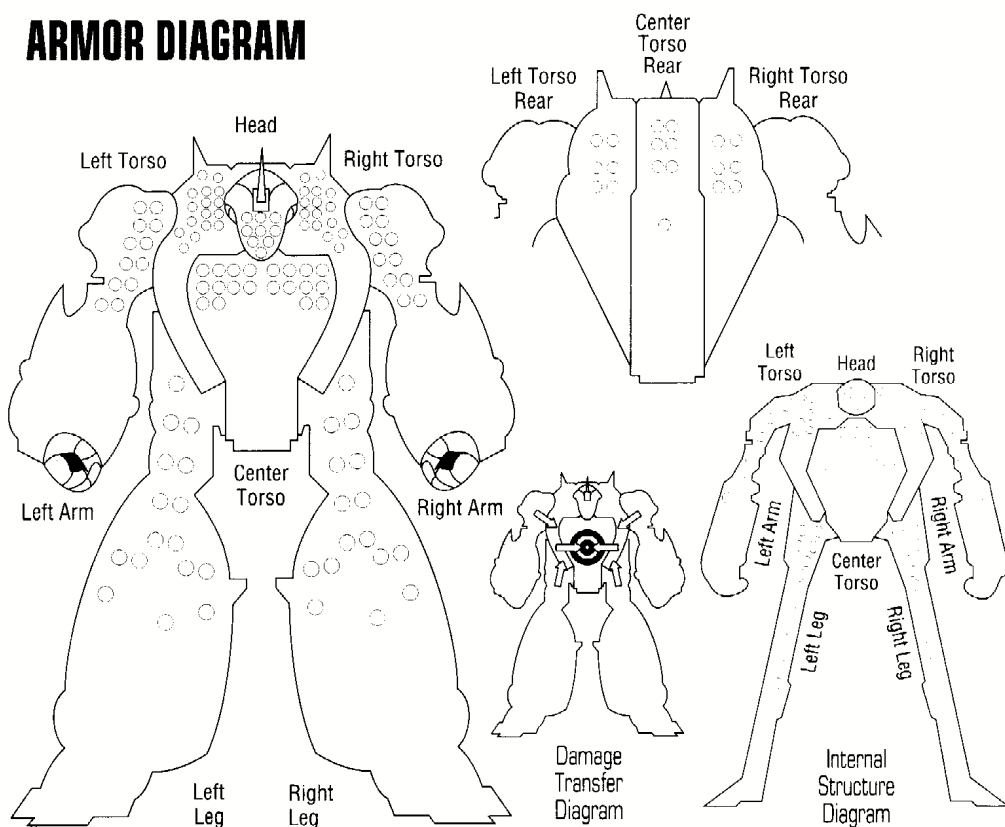 ARMOR DIAGRAM
Head
Left Torso
Right Torso
Left Arm
Center
Torso
Right Arm
Left
Leg
Right
Leg
Center
Torso
Rear
Left Torso
Rear
Right Torso
Rear
Damage
Transfer
Diagram
Left
Torso
Head
Right
Torso
Left Arm
Right Arm
Center
Torso
Left Leg
Right Leg
Internal
Structure
Diagram